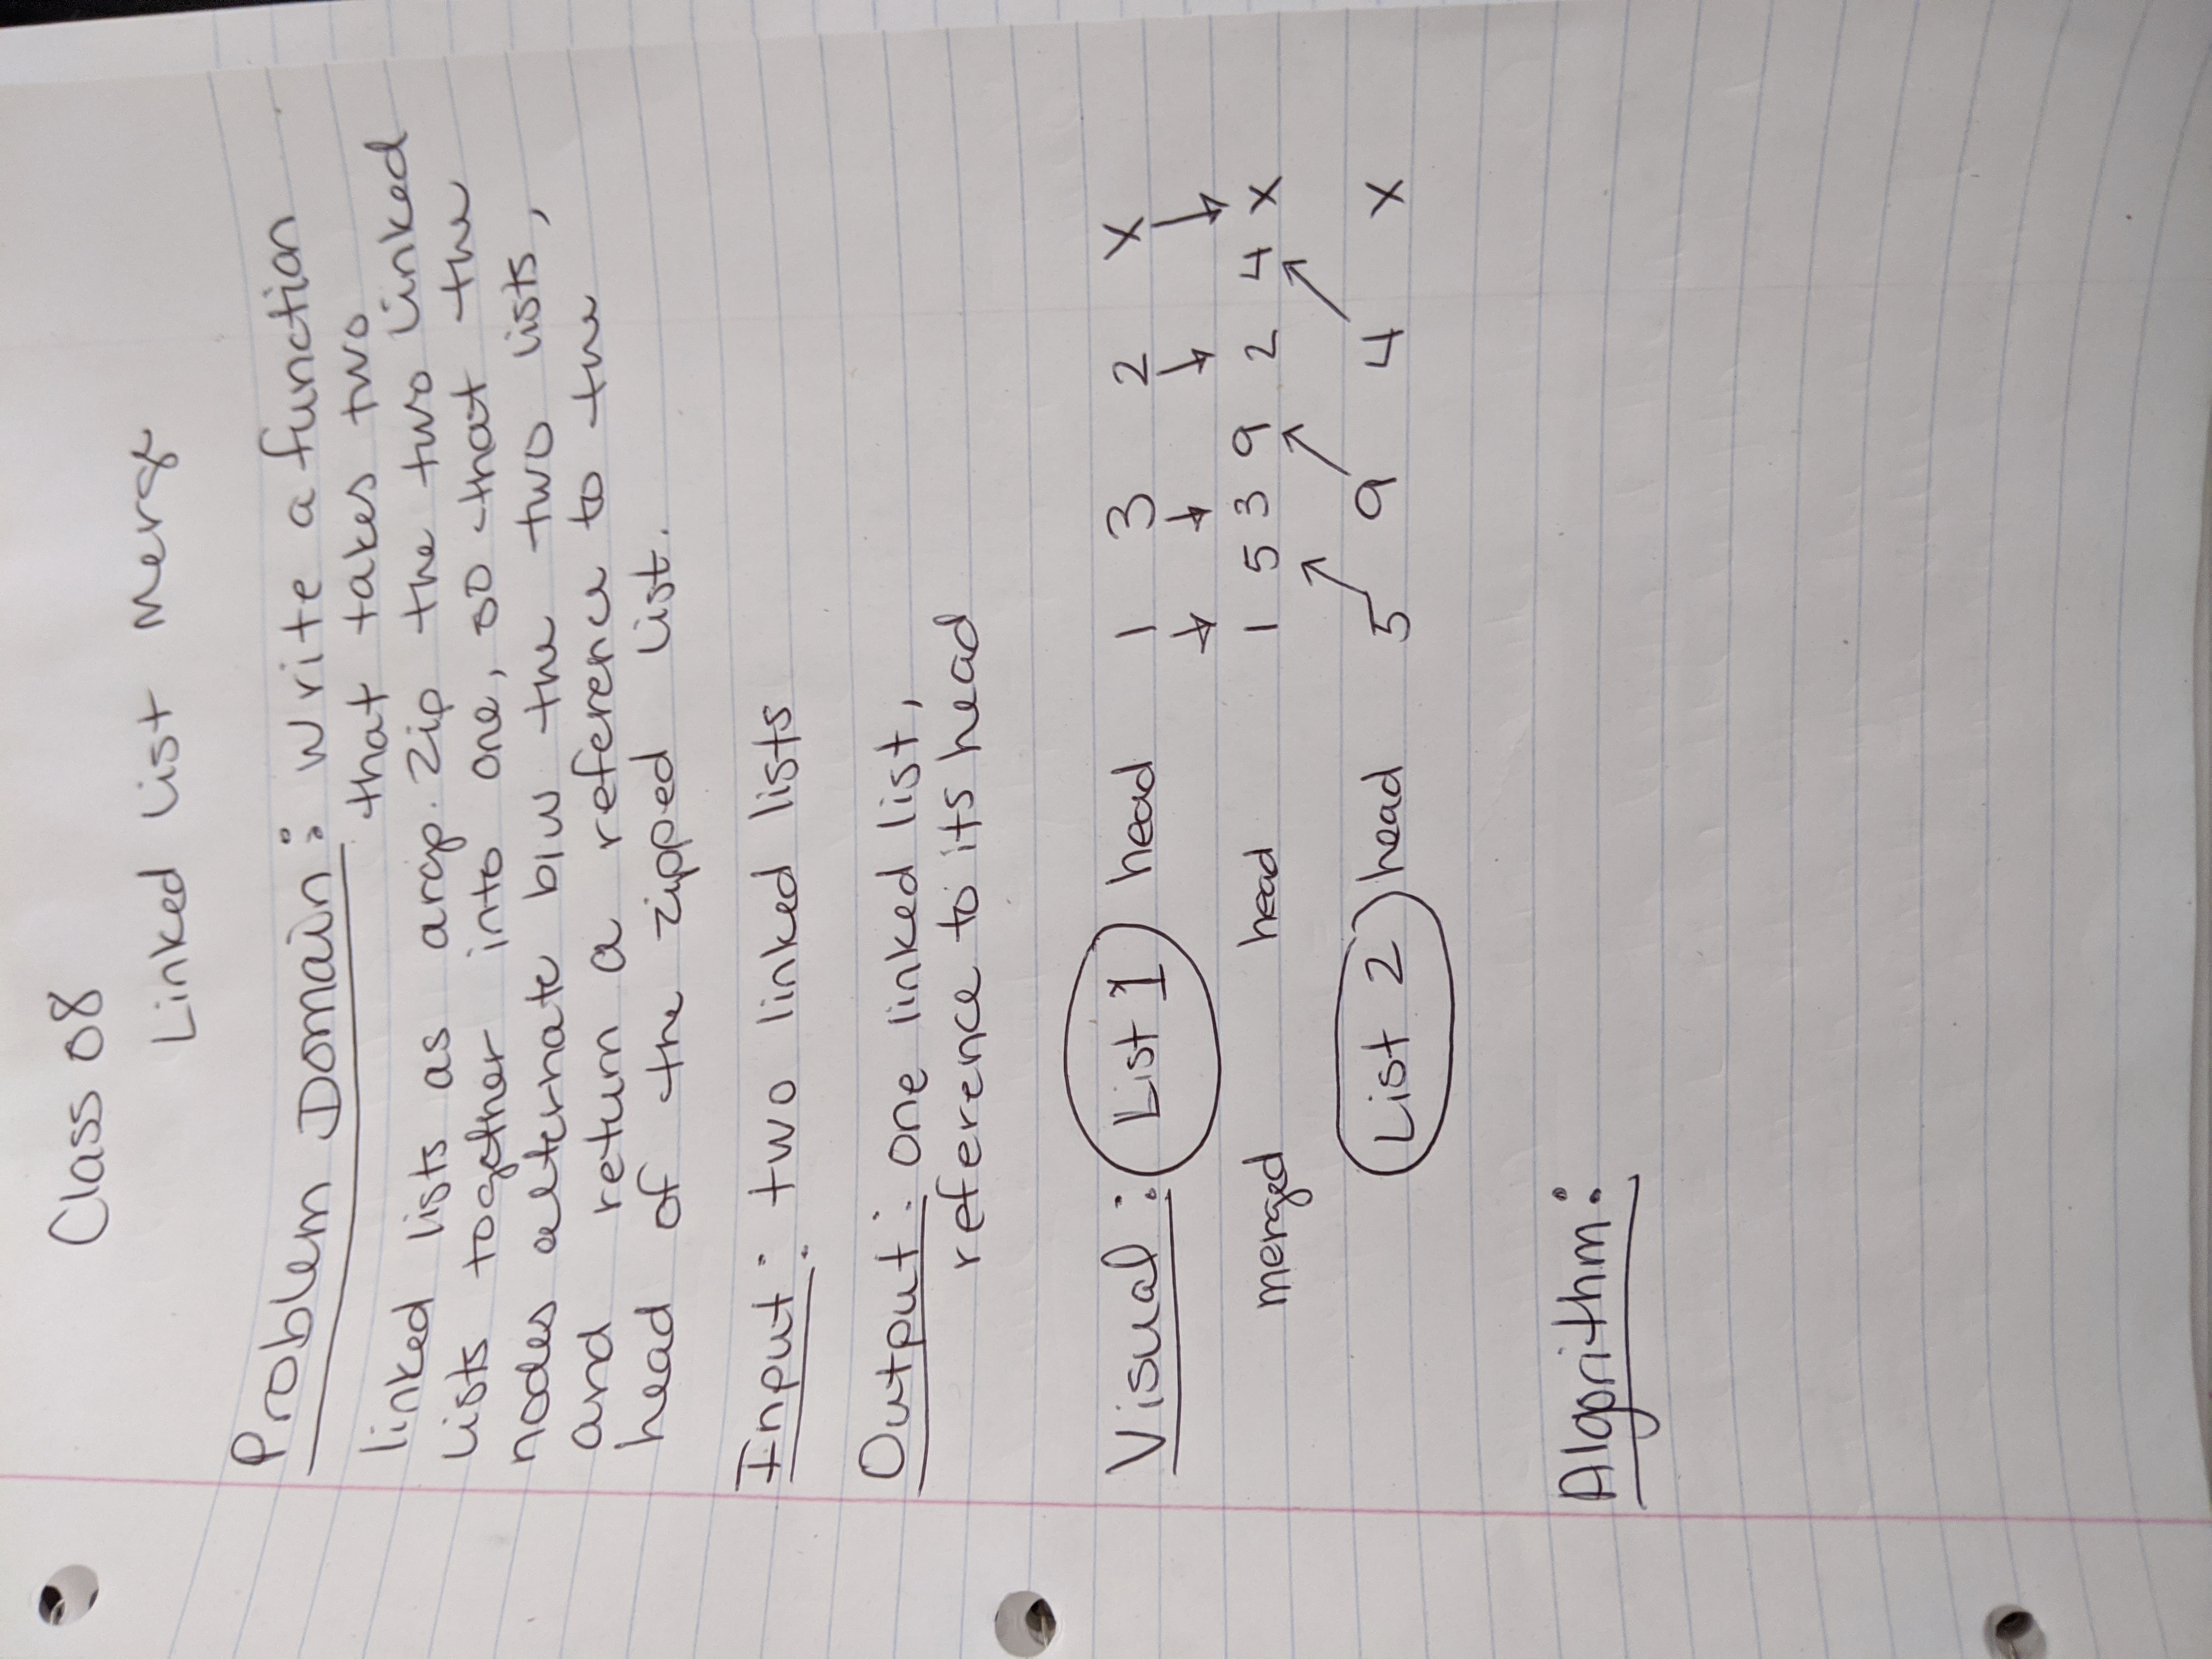 Class 08
Linked List Merge
Problem Domain: Write a function
that takes two
linked lists as args. Zip the two linked
lists together into one, so that the
nodes alternate b/w the two lists,
and return a reference to the
head of the zipped list.
Input: two linked lists
Output: one linked list,
reference to its head
Visual: List 1 head 1 3 2 X
merged head 1 5 3 9 2 4 X
List 2 head 5 9 4 X
Algorithm: